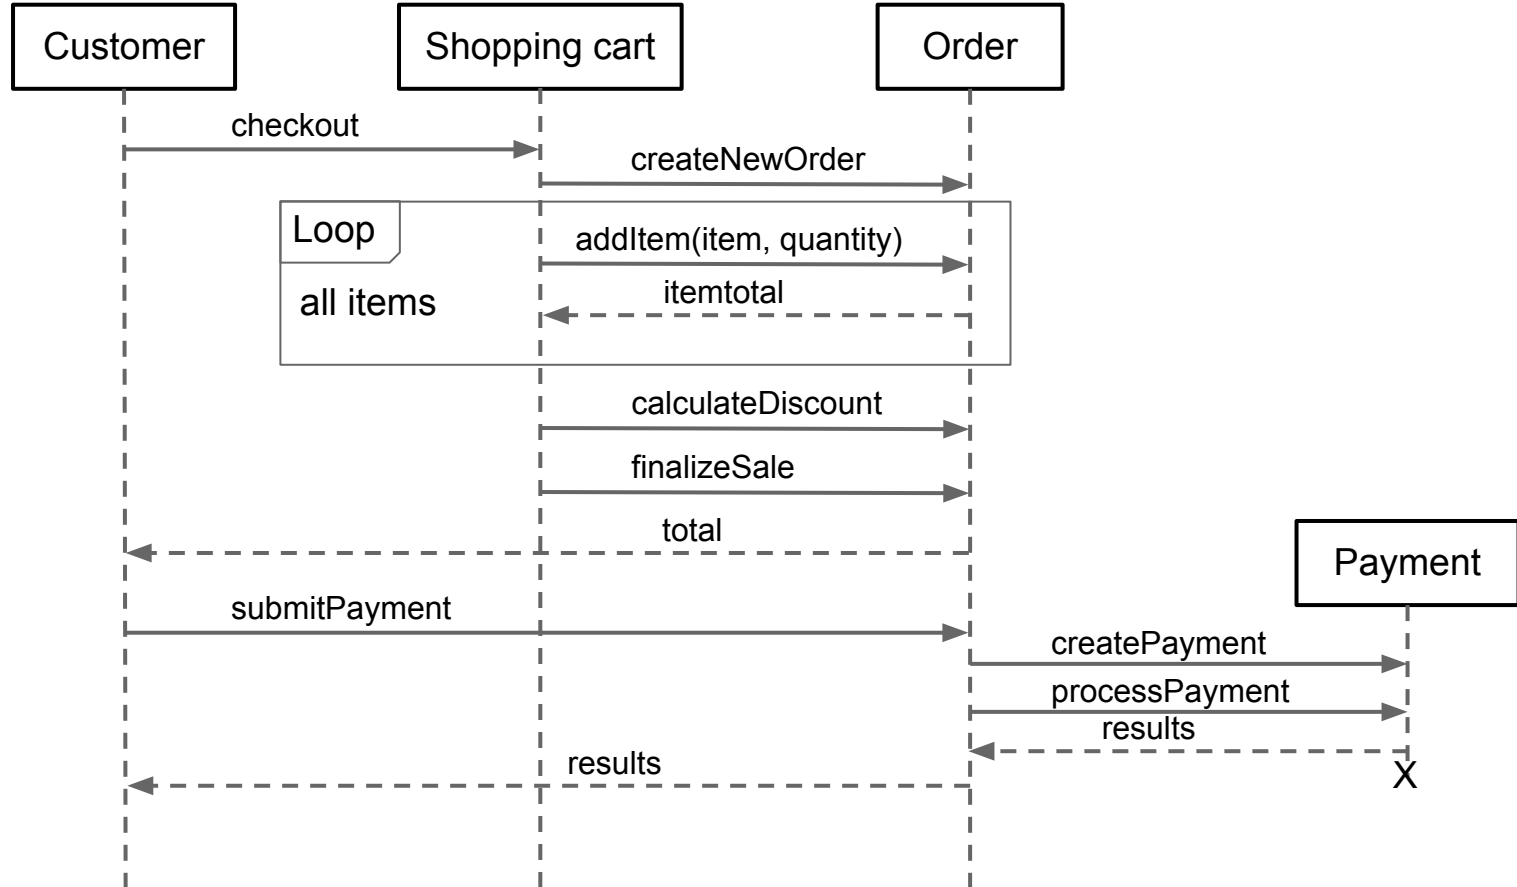 Customer
Shopping cart
Order
checkout
createNewOrder
Loop
addItem(item, quantity)
all items
itemtotal
calculateDiscount
finalizeSale
total
Payment
submitPayment
createPayment
processPayment
results
results
X